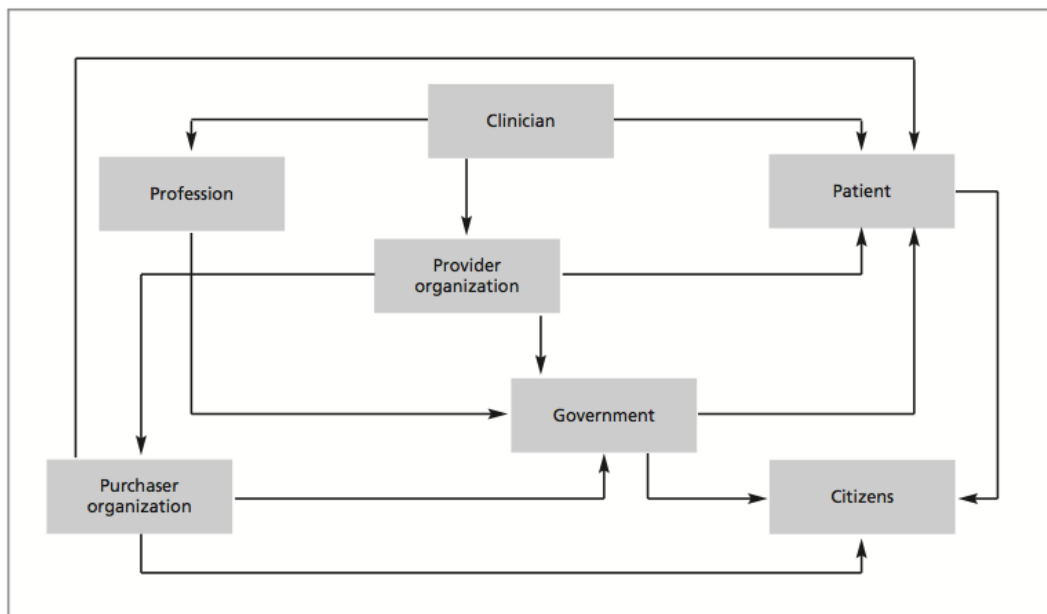 Clinician
Profession
Patient
Provider
organization
Government
Purchaser
organization
Citizens